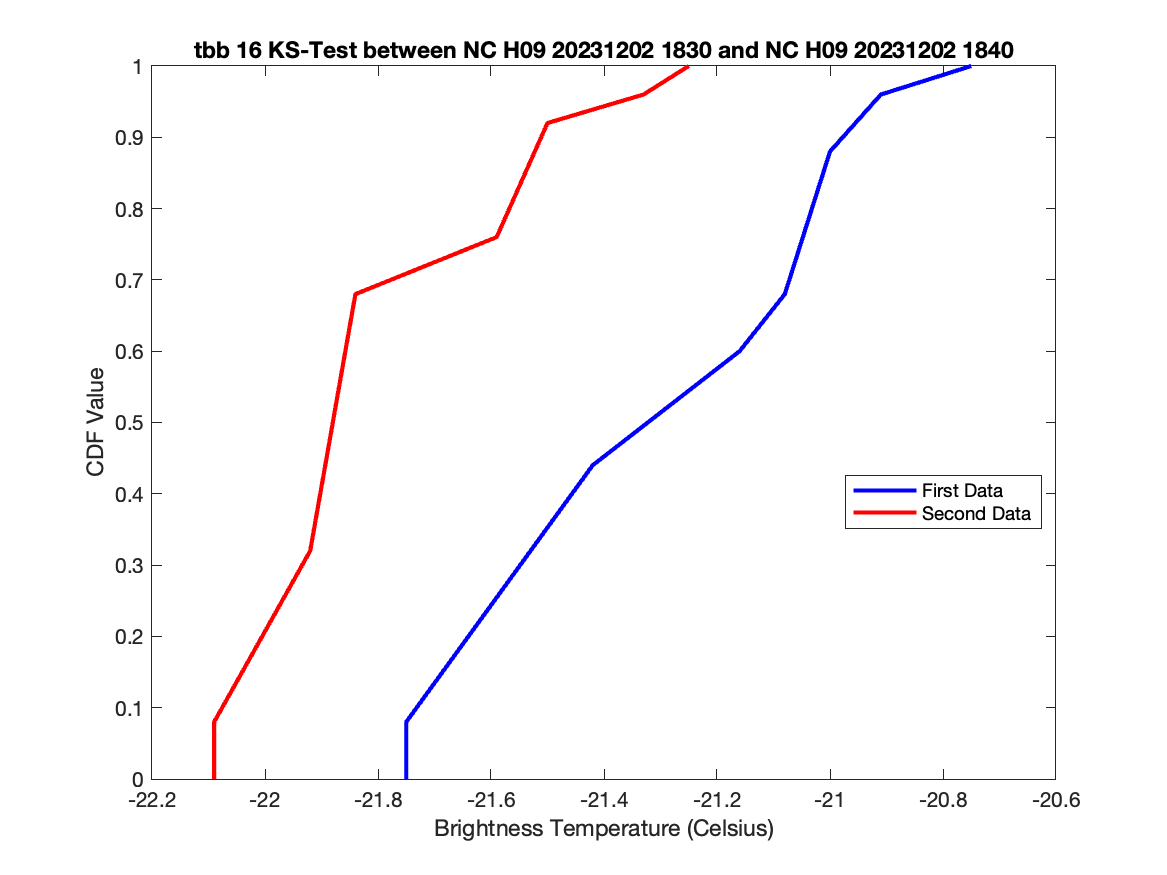 tbb 16 KS-Test between NC H09 20231202 1830 and NC H09 20231202 1840
1
0.9
0.8
0.7
0.6
0.5
0.4
0.3
0.2
0.1
0
CDF Value
First Data
Second Data
-22.2 -22 -21.8 -21.6 -21.4 -21.2 -21 -20.8 -20.6
Brightness Temperature (Celsius)